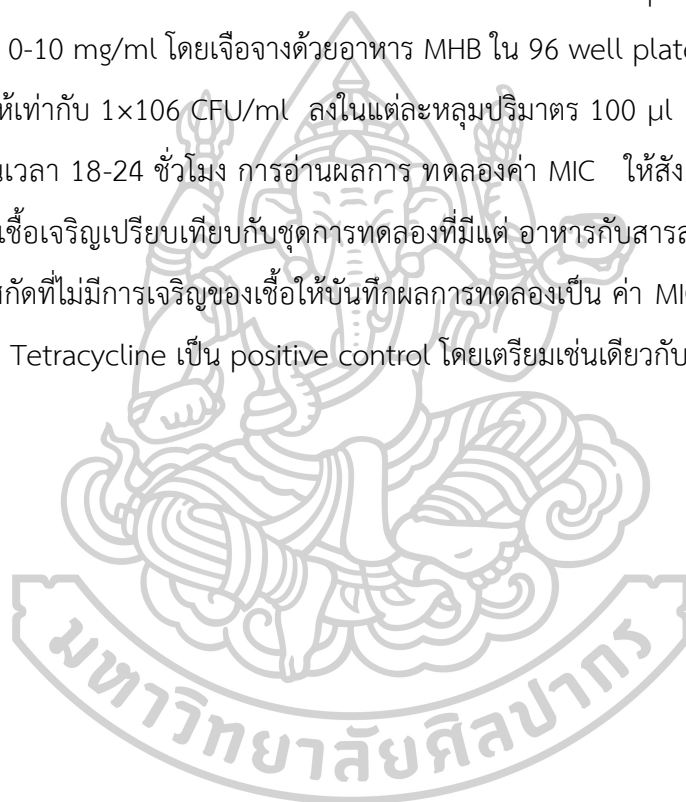 0-10 mg/ml โดยเจือจางด้วยอาหาร MHB ใน 96 well plate
ห้เท่ากับ 1×106 CFU/ml ลงในแต่ละหลุมปริมาตร 100 µl
นเวลา 18-24 ชั่วโมง การอ่านผลการ ทดลองค่า MIC ให้สัง
เชื้อเจริญเปรียบเทียบกับชุดการทดลองที่มีแต่ อาหารกับสารส
สกัดที่ไม่มีการเจริญของเชื้อให้บันทึกผลการทดลองเป็น ค่า MI
Tetracycline เป็น positive control โดยเตรียมเช่นเดียวกับ
มหาวิทยาลัยศิลปากร